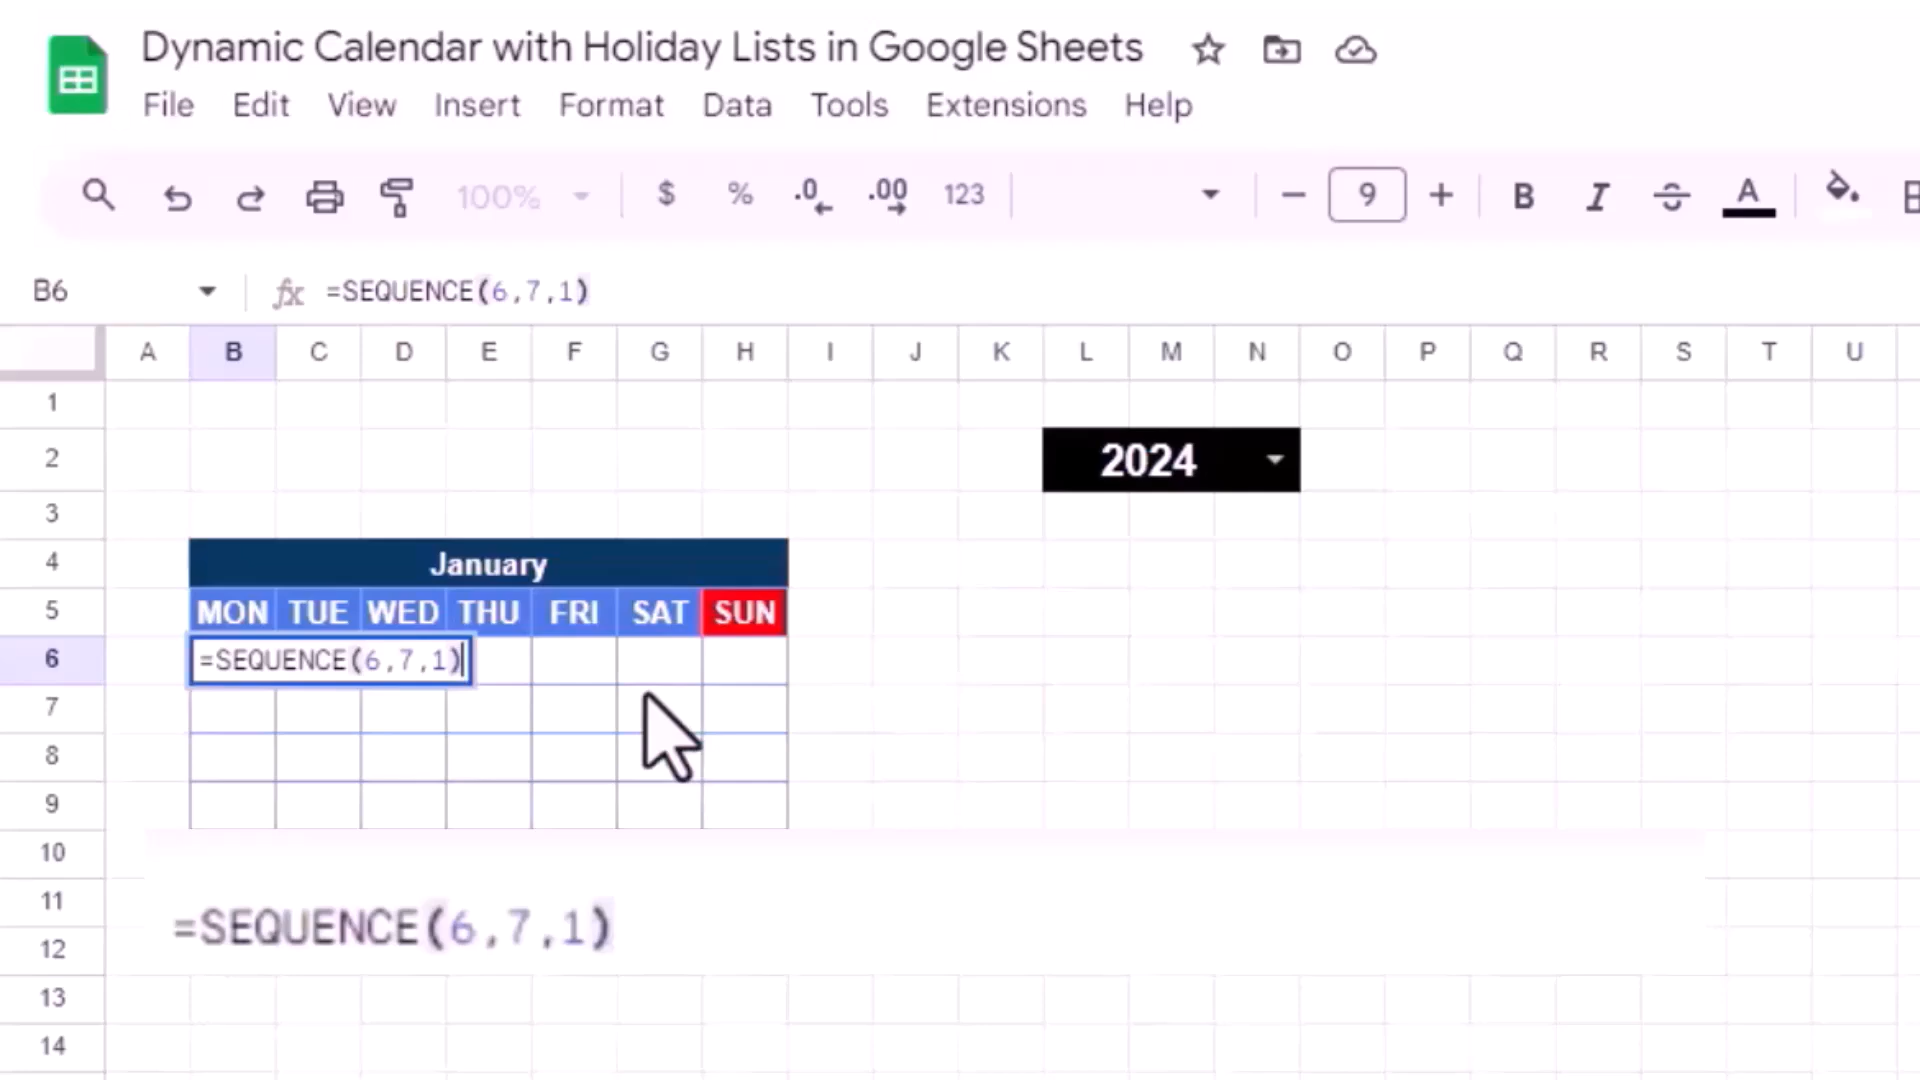 Dynamic Calendar with Holiday Lists in Google Sheets
File Edit View Insert Format Data Tools Extensions Help
100% $ % .0 .00 123 9 B I A
B6 fx =SEQUENCE(6,7,1)
A B C D E F G H I J K L M N O P Q R S T U
1
2 2024
3
4 January
5 MON TUE WED THU FRI SAT SUN
6 =SEQUENCE(6,7,1)
7
8
9
10
11
=SEQUENCE(6,7,1)
12
13
14